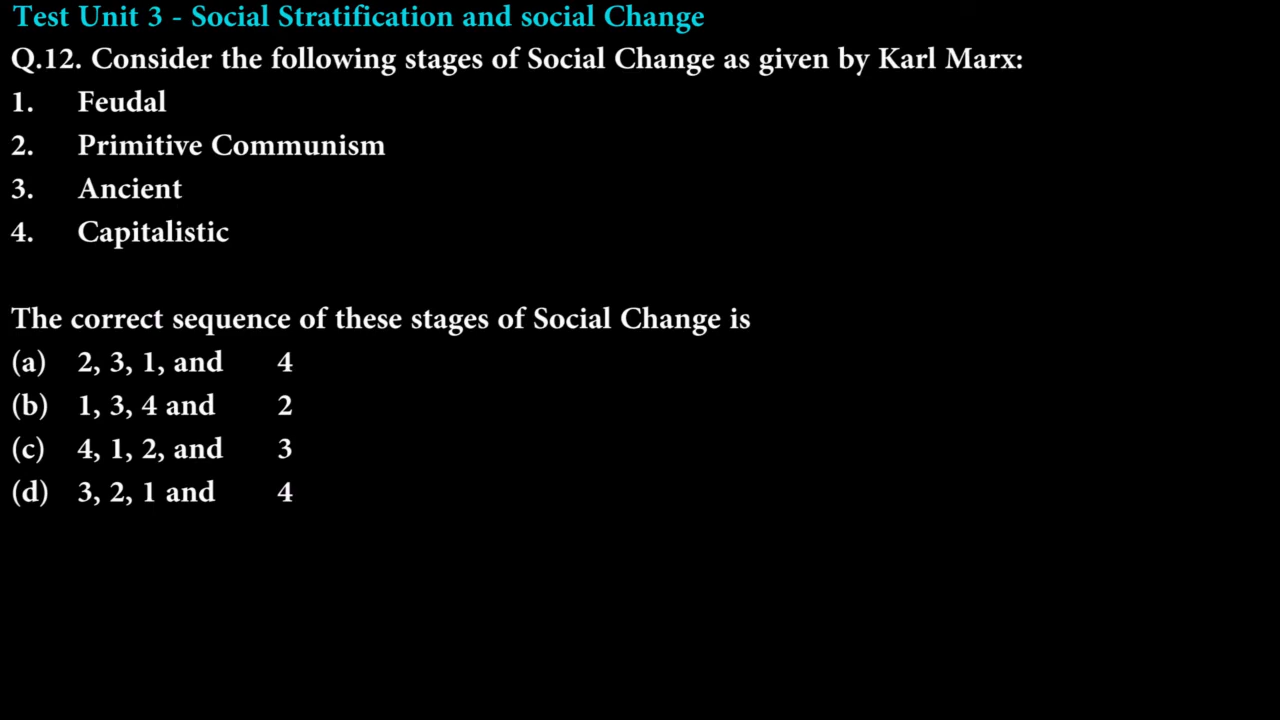 Test Unit 3 - Social Stratification and social Change
Q.12. Consider the following stages of Social Change as given by Karl Marx:
1. Feudal
2. Primitive Communism
3. Ancient
4. Capitalistic
The correct sequence of these stages of Social Change is
(a) 2, 3, 1, and 4
(b) 1, 3, 4 and 2
(c) 4, 1, 2, and 3
(d) 3, 2, 1 and 4